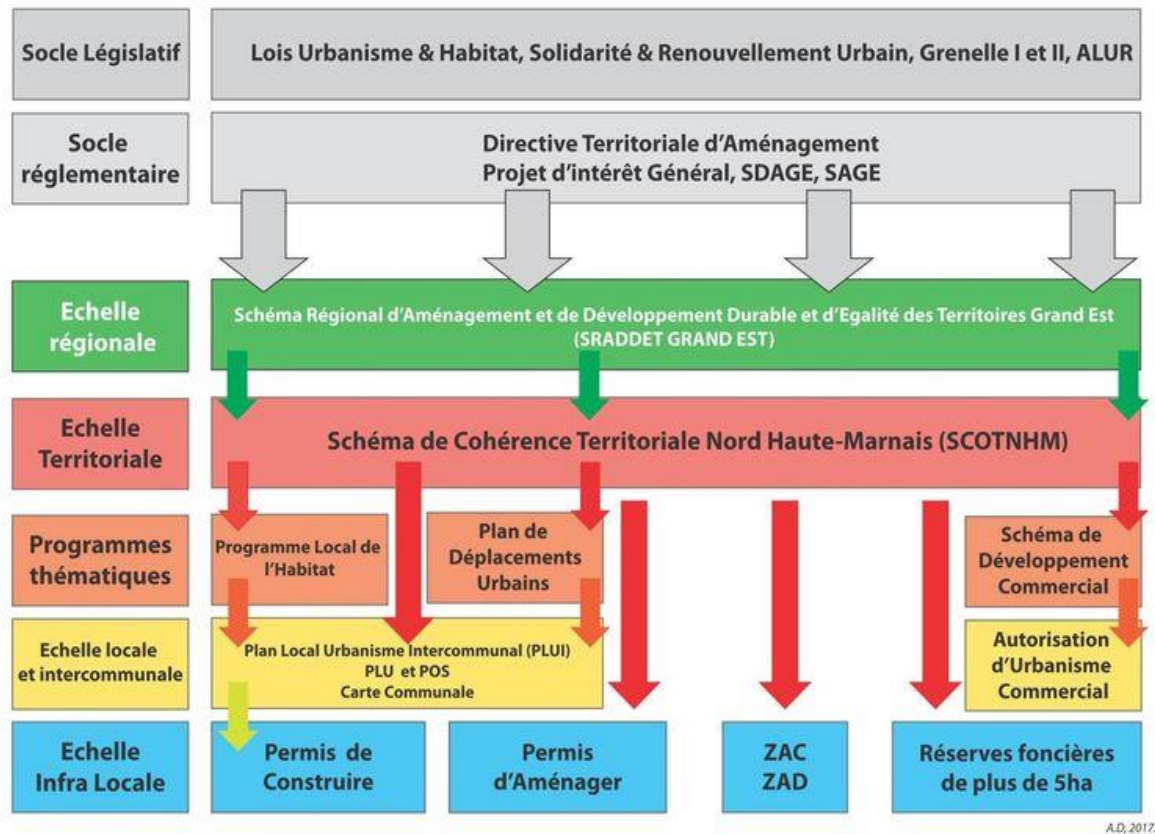 Socle Législatif
Lois Urbanisme & Habitat, Solidarité & Renouvellement Urbain, Grenelle I et II, ALUR
Socle
réglementaire
Directive Territoriale d'Aménagement
Projet d'intérêt Général, SDAGE, SAGE
Echelle
régionale
Schéma Régional d'Aménagement et de Développement Durable et d'Egalité des Territoires Grand Est
(SRADDET GRAND EST)
Echelle
Territoriale
Schéma de Cohérence Territoriale Nord Haute-Marnais (SCOTNHM)
Programmes
thématiques
Programme Local de
l'Habitat
Plan de
Déplacements
Urbains
Schéma de
Développement
Commercial
Echelle locale
et intercommunale
Plan Local Urbanisme Intercommunal (PLUI)
PLU et POS
Carte Communale
Autorisation
d'Urbanisme
Commercial
Echelle
Infra Locale
Permis de
Construire
Permis
d'Aménager
ZAC
ZAD
Réserves foncières
de plus de 5ha
A.D, 2017.